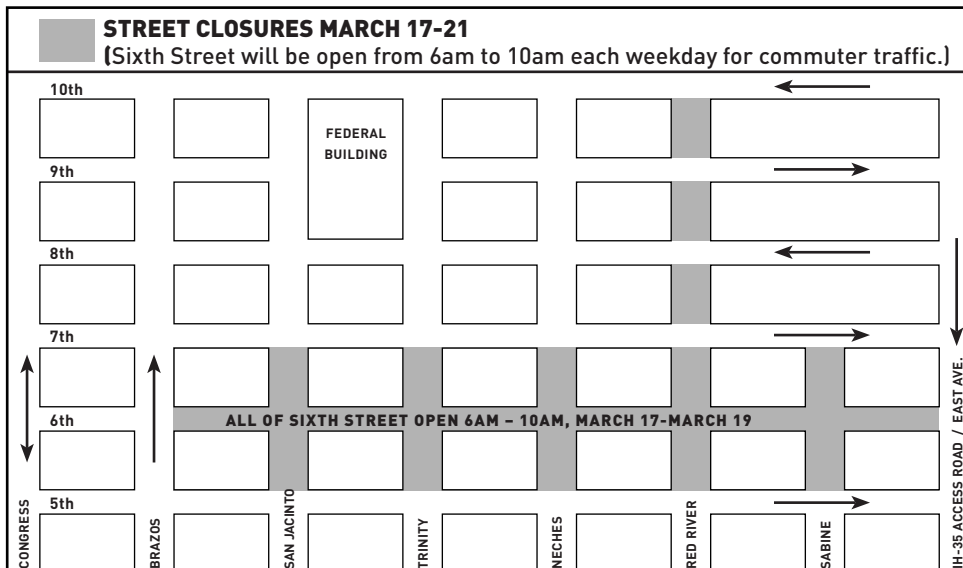 STREET CLOSURES MARCH 17-21
(Sixth Street will be open from 6am to 10am each weekday for commuter traffic.)
10th
FEDERAL
BUILDING
9th
8th
7th
6th
ALL OF SIXTH STREET OPEN 6AM – 10AM, MARCH 17-MARCH 19
5th
CONGRESS
BRAZOS
SAN JACINTO
TRINITY
NECHES
RED RIVER
SABINE
IH-35 ACCESS ROAD / EAST AVE.